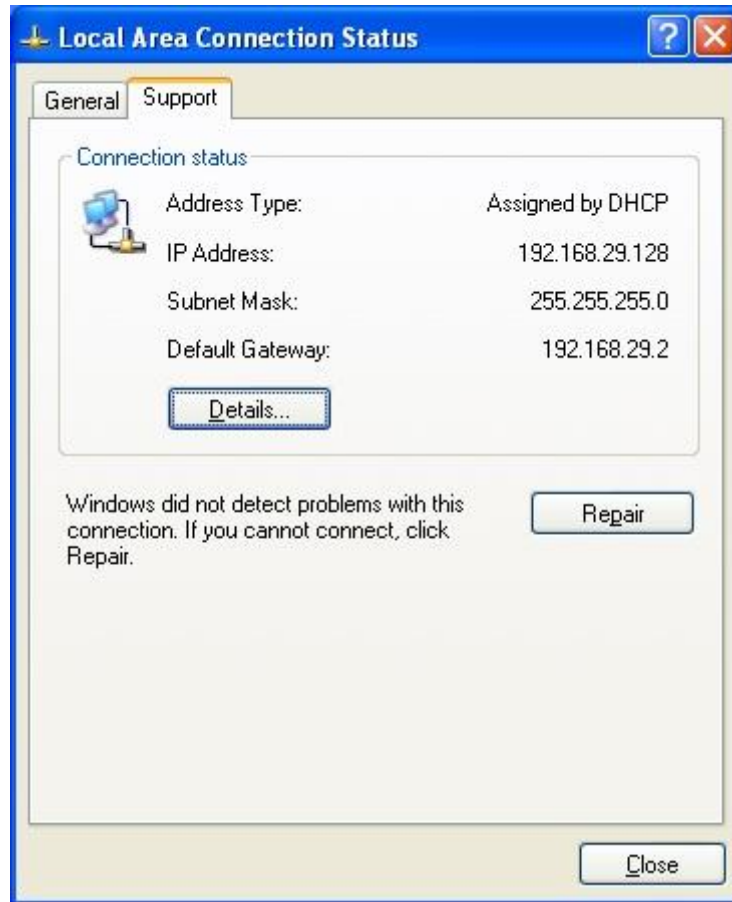 Local Area Connection Status
General Support
Connection status
Address Type: Assigned by DHCP
IP Address: 192.168.29.128
Subnet Mask: 255.255.255.0
Default Gateway: 192.168.29.2
Details...
Windows did not detect problems with this
connection. If you cannot connect, click
Repair.
Repair
Close